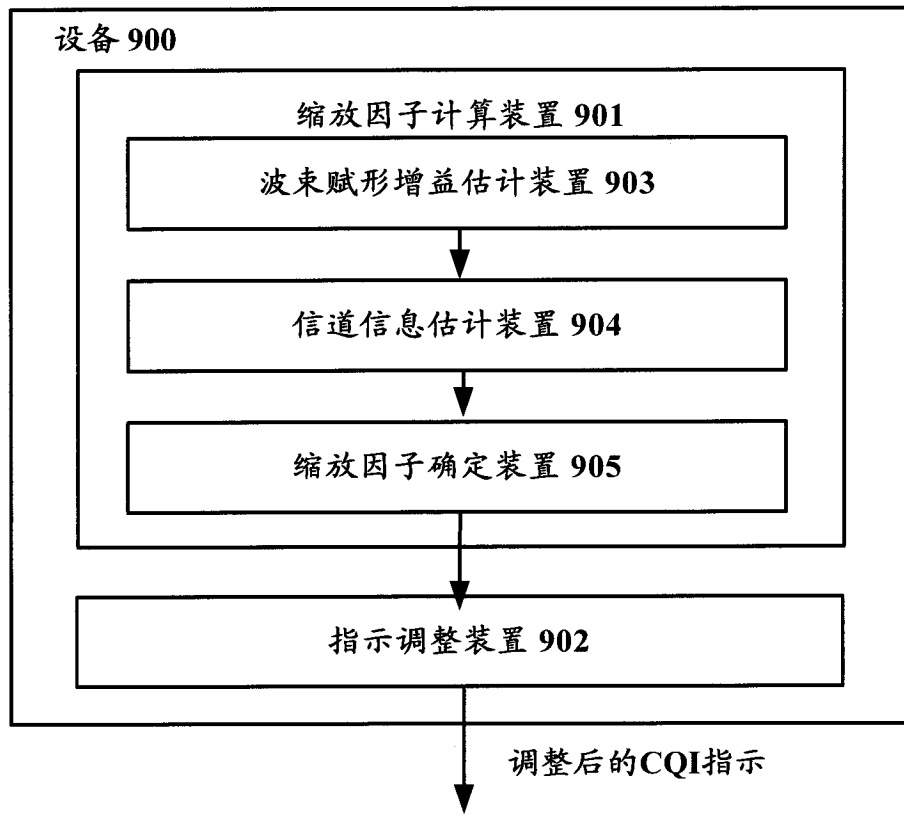 设备 900
缩放因子计算装置 901
波束赋形增益估计装置 903
信道信息估计装置 904
缩放因子确定装置 905
指示调整装置 902
调整后的CQI指示